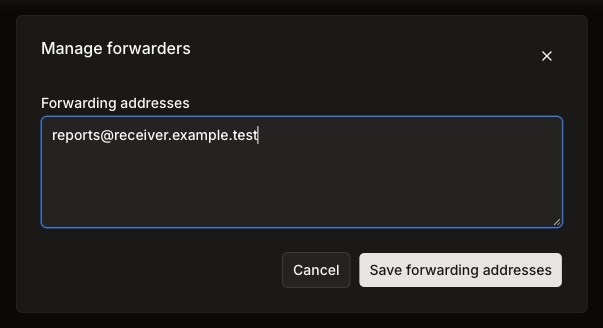 Manage forwarders
Forwarding addresses
reports@receiver.example.test
Cancel
Save forwarding addresses